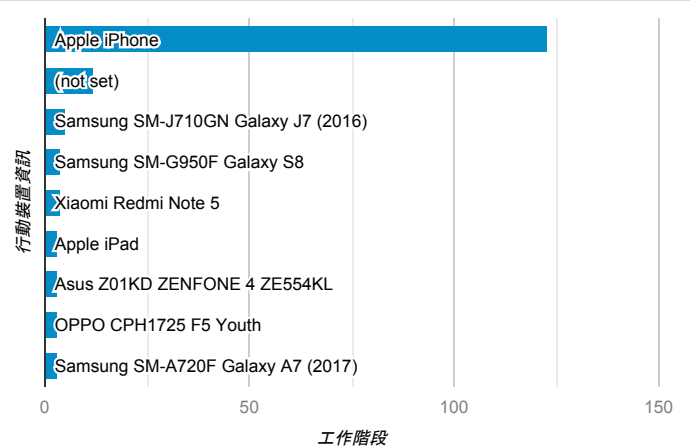 Apple iPhone
(not set)
Samsung SM-J710GN Galaxy J7 (2016)
Samsung SM-G950F Galaxy S8
Xiaomi Redmi Note 5
Apple iPad
Asus Z01KD ZENFONE 4 ZE554KL
OPPO CPH1725 F5 Youth
Samsung SM-A720F Galaxy A7 (2017)
行動裝置資訊
0 50 100 150
工作階段